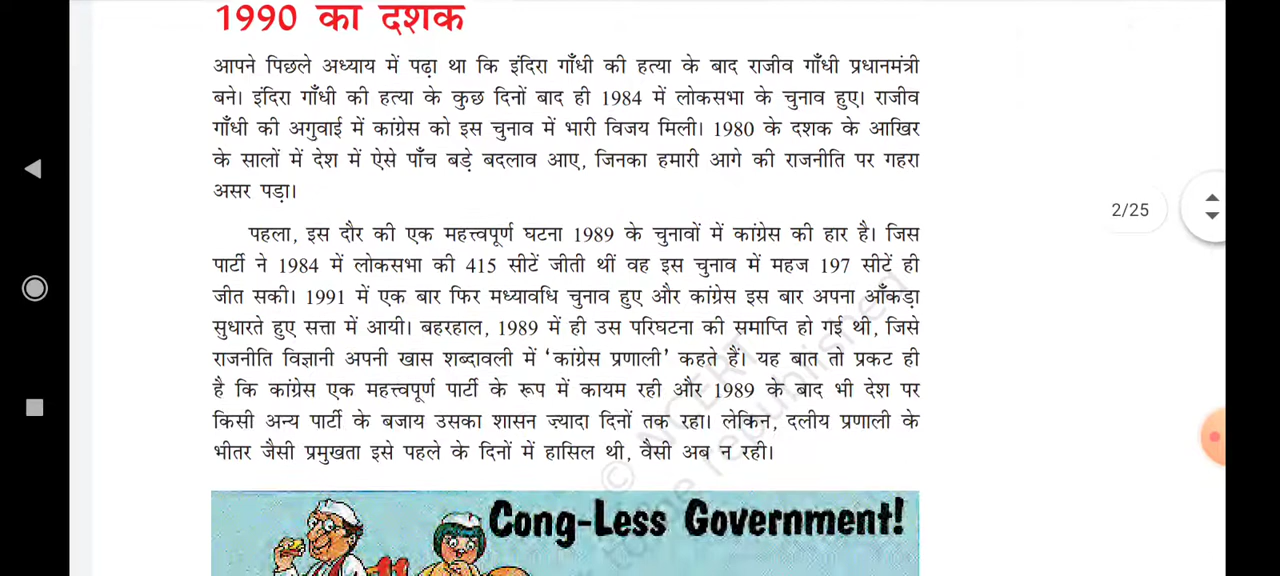 1990 का दशक
आपने पिछले अध्याय में पढ़ा था कि इंदिरा गाँधी की हत्या के बाद राजीव गाँधी प्रधानमंत्री
बने। इंदिरा गाँधी की हत्या के कुछ दिनों बाद ही 1984 में लोकसभा के चुनाव हुए। राजीव
गाँधी की अगुवाई में कांग्रेस को इस चुनाव में भारी विजय मिली। 1980 के दशक के आखिर
के सालों में देश में ऐसे पाँच बड़े बदलाव आए, जिनका हमारी आगे की राजनीति पर गहरा
असर पड़ा।
2/25
पहला, इस दौर की एक महत्त्वपूर्ण घटना 1989 के चुनावों में कांग्रेस की हार है। जिस
पार्टी ने 1984 में लोकसभा की 415 सीटें जीती थीं वह इस चुनाव में महज 197 सीटें ही
जीत सकी। 1991 में एक बार फिर मध्यावधि चुनाव हुए और कांग्रेस इस बार अपना आँकड़ा
सुधारते हुए सत्ता में आयी। बहरहाल, 1989 में ही उस परिघटना की समाप्ति हो गई थी, जिसे
राजनीति विज्ञानी अपनी खास शब्दावली में ‘कांग्रेस प्रणाली’ कहते हैं। यह बात तो प्रकट ही
है कि कांग्रेस एक महत्त्वपूर्ण पार्टी के रूप में कायम रही और 1989 के बाद भी देश पर
किसी अन्य पार्टी के बजाय उसका शासन ज़्यादा दिनों तक रहा। लेकिन, दलीय प्रणाली के
भीतर जैसी प्रमुखता इसे पहले के दिनों में हासिल थी, वैसी अब न रही।
© NCERT
to be republished
Cong-Less Government!